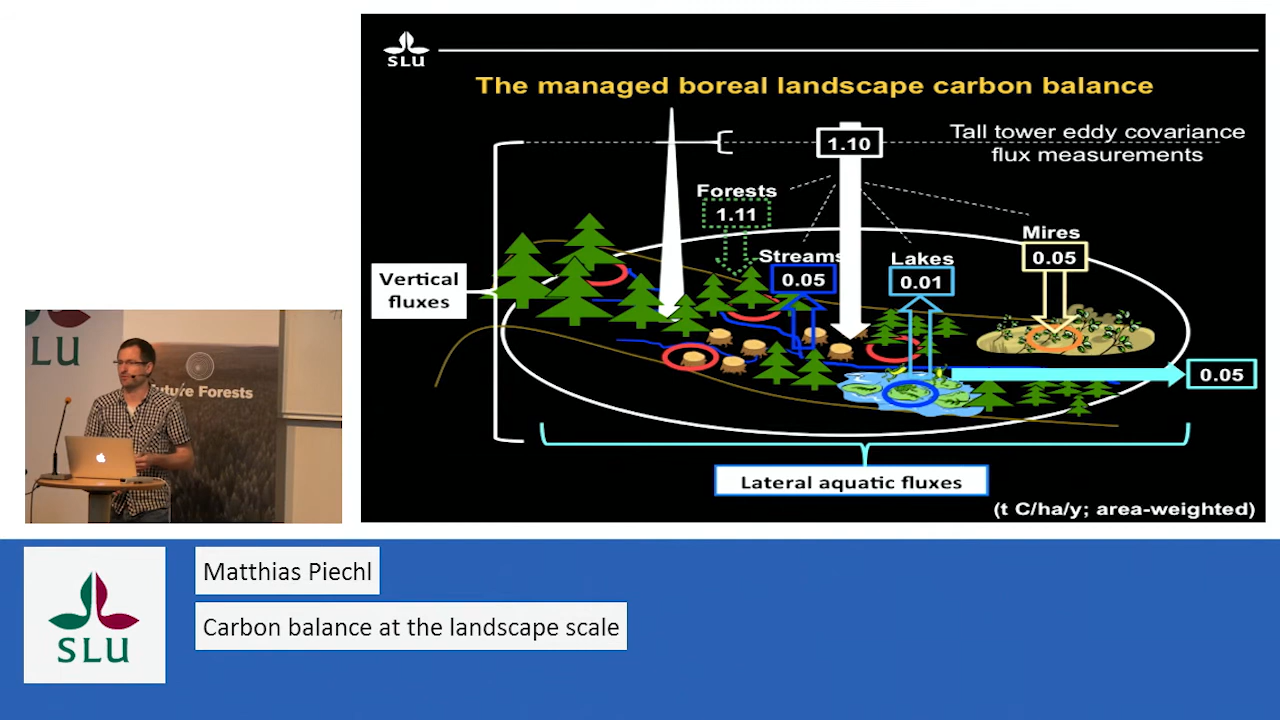 SLU
The managed boreal landscape carbon balance
Tall tower eddy covariance
flux measurements
1.10
Forests
1.11
Streams
0.05
Lakes
0.01
Mires
0.05
Vertical
fluxes
0.05
Lateral aquatic fluxes
(t C/ha/y; area-weighted)
LU
uture Forests
SLU
Matthias Piechl
Carbon balance at the landscape scale